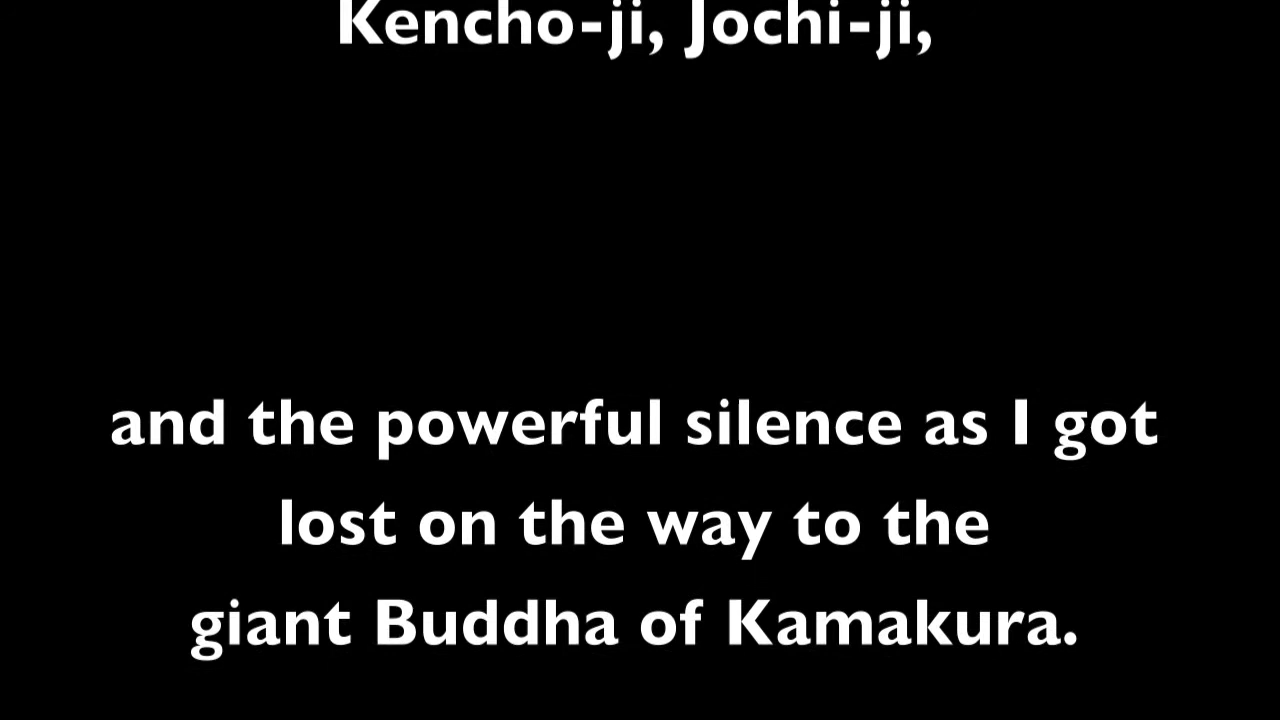 Kencho-ji, Jochi-ji,
and the powerful silence as I got
lost on the way to the
giant Buddha of Kamakura.